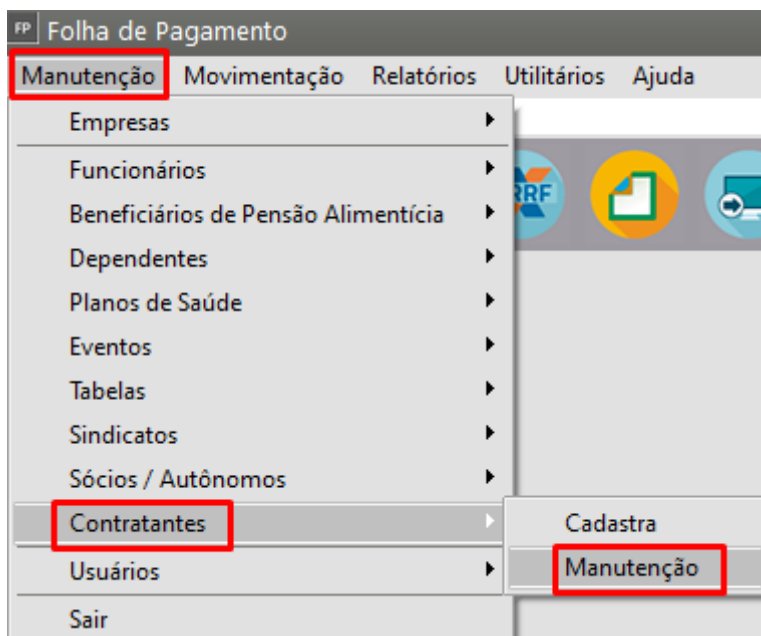 FP Folha de Pagamento
Manutenção Movimentação Relatórios Utilitários Ajuda
Empresas
Funcionários
RRF
Beneficiários de Pensão Alimentícia
Dependentes
Planos de Saúde
Eventos
Tabelas
Sindicatos
Sócios / Autônomos
Contratantes
Cadastra
Manutenção
Usuários
Sair